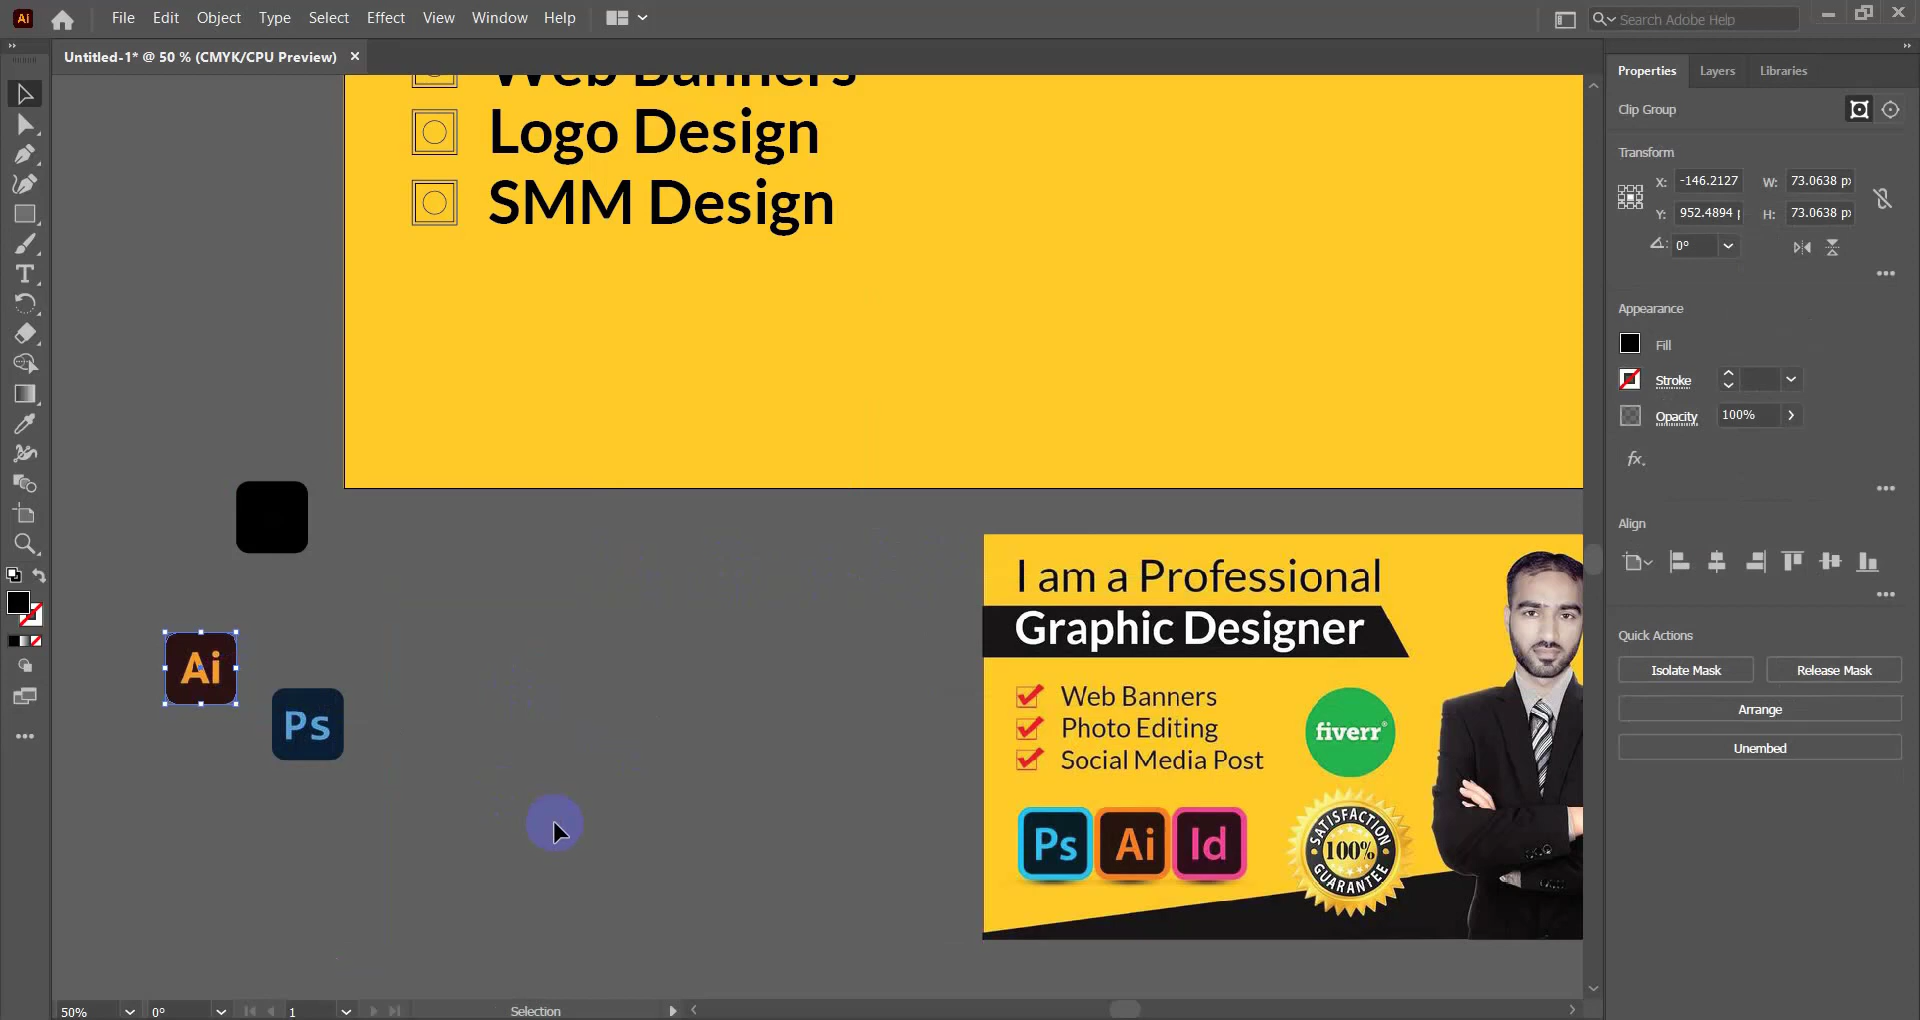 Ai
File Edit Object Type Select Effect View Window Help
Search Adobe Help
Untitled-1* @ 50 % (CMYK/CPU Preview)
Properties Layers Libraries
Clip Group
Transform
X: -146.2127 W: 73.0638 px
Y: 952.4894 p H: 73.0638 px
0°
Appearance
Fill
Stroke
Opacity 100%
fx.
Align
Quick Actions
Isolate Mask Release Mask
Arrange
Unembed
Web Banners
Logo Design
SMM Design
Ai
Ps
I am a Professional
Graphic Designer
Web Banners
Photo Editing
Social Media Post
fiverr®
Ps Ai Id
SATISFACTION
100%
GUARANTEE
50% 0° 1 Selection